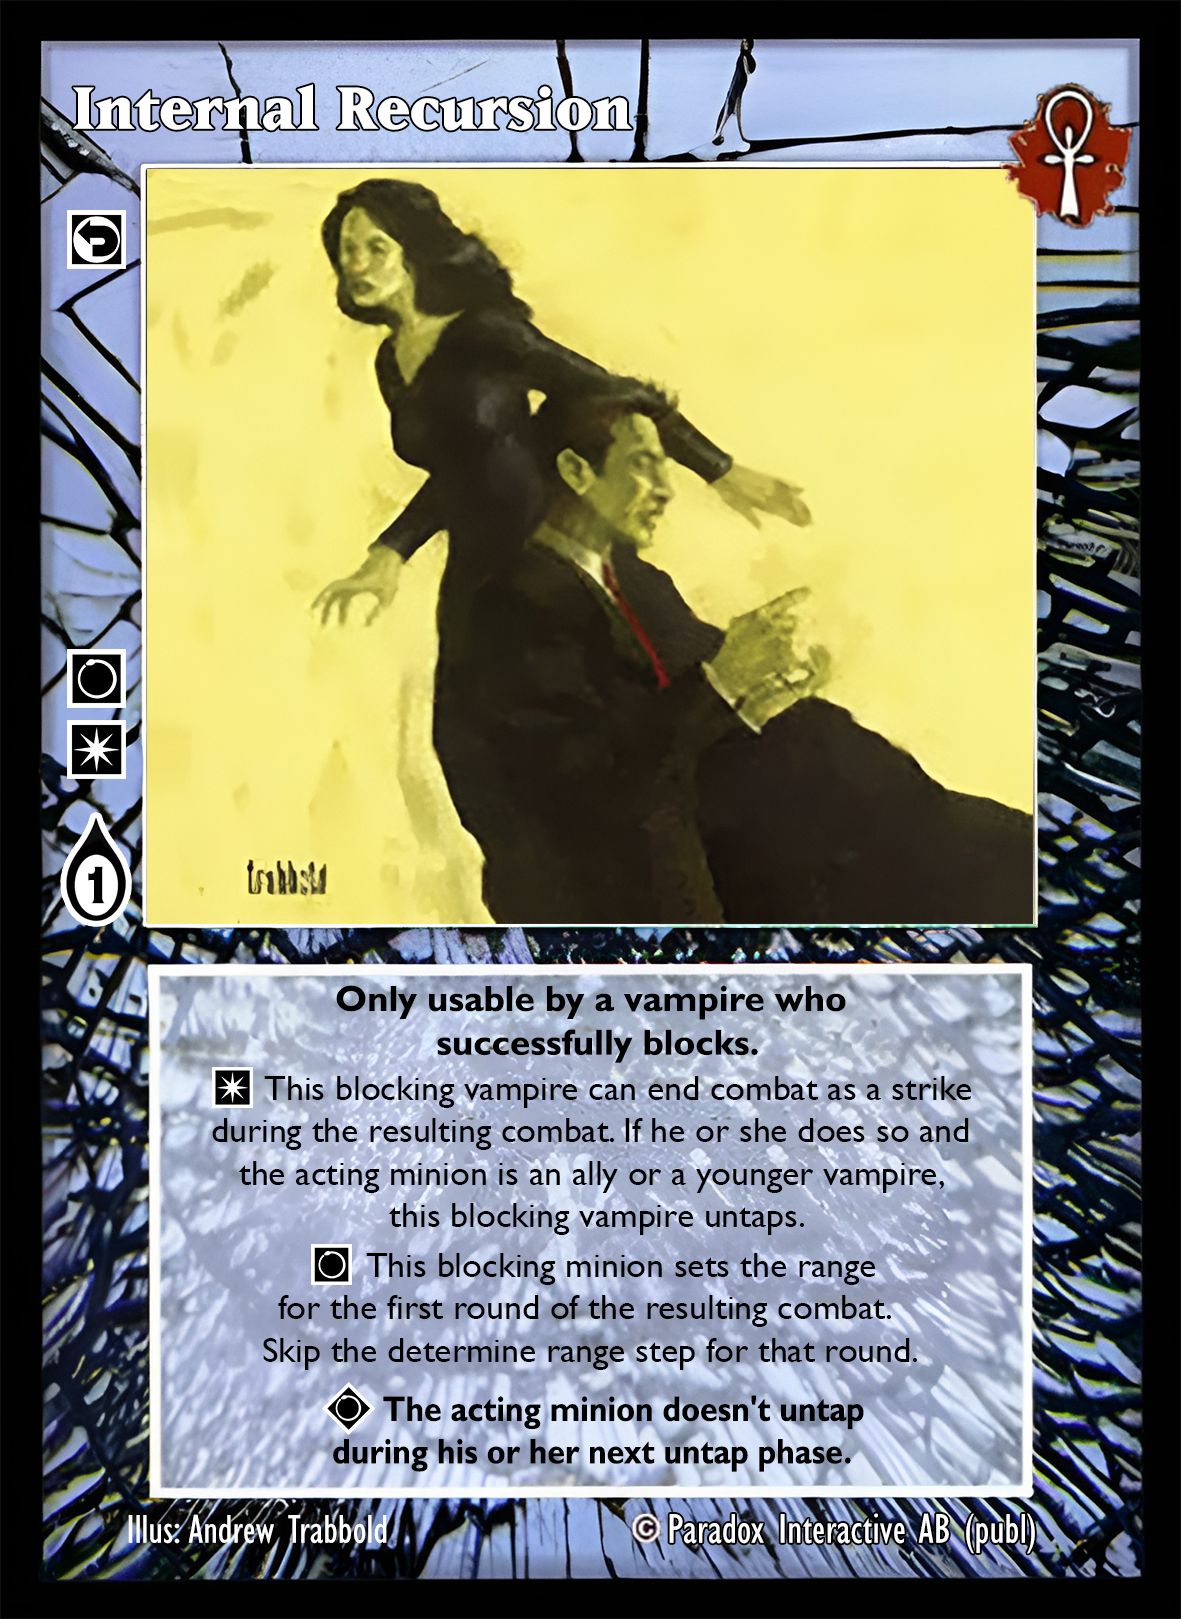 Internal Recursion
1
trabbold
Only usable by a vampire who
successfully blocks.
This blocking vampire can end combat as a strike
during the resulting combat. If he or she does so and
the acting minion is an ally or a younger vampire,
this blocking vampire untaps.
This blocking minion sets the range
for the first round of the resulting combat.
Skip the determine range step for that round.
The acting minion doesn't untap
during his or her next untap phase.
Illus: Andrew Trabbold
© Paradox Interactive AB (publ)